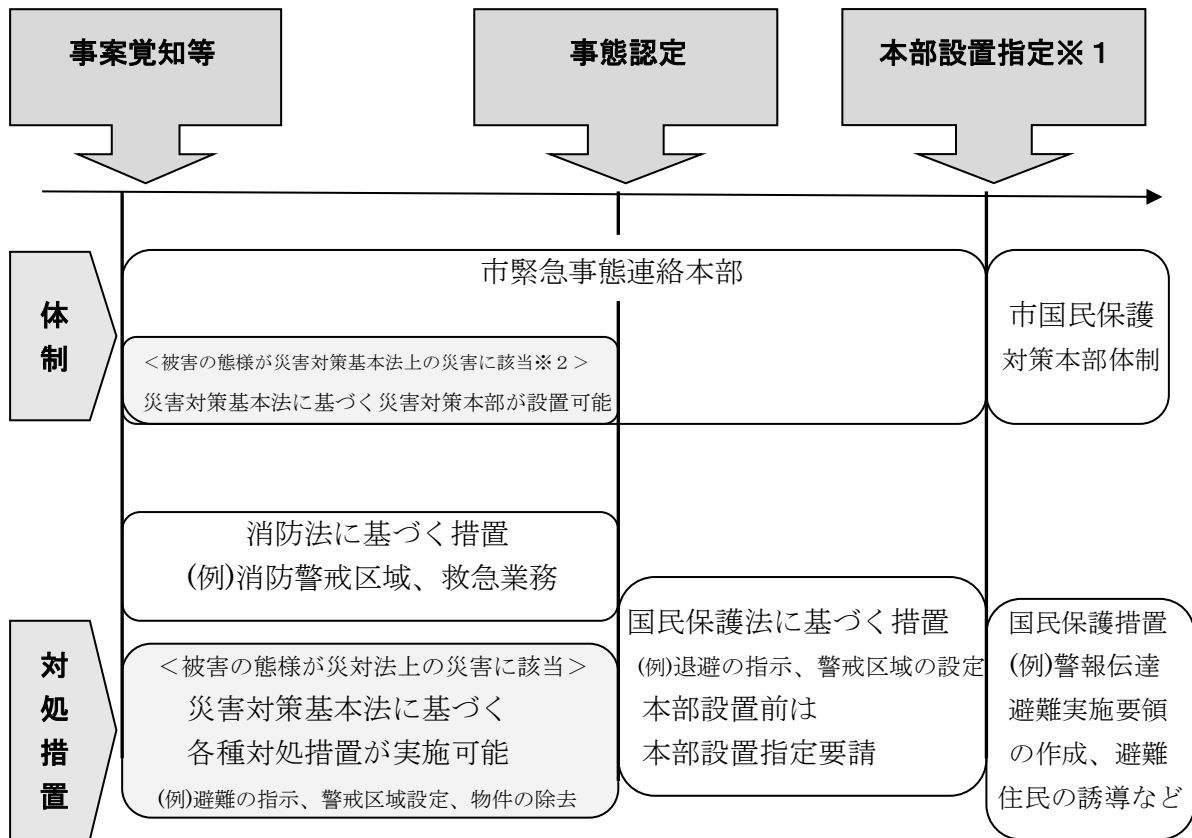 事案覚知等
事態認定
本部設置指定※1
体制
市緊急事態連絡本部
<被害の態様が災害対策基本法上の災害に該当※2>
災害対策基本法に基づく災害対策本部が設置可能
市国民保護
対策本部体制
対処措置
消防法に基づく措置
(例)消防警戒区域、救急業務
<被害の態様が災対法上の災害に該当>
災害対策基本法に基づく
各種対処措置が実施可能
(例)避難の指示、警戒区域設定、物件の除去
国民保護法に基づく措置
(例)退避の指示、警戒区域の設定
本部設置前は
本部設置指定要請
国民保護措置
(例)警報伝達
避難実施要領
の作成、避難
住民の誘導など